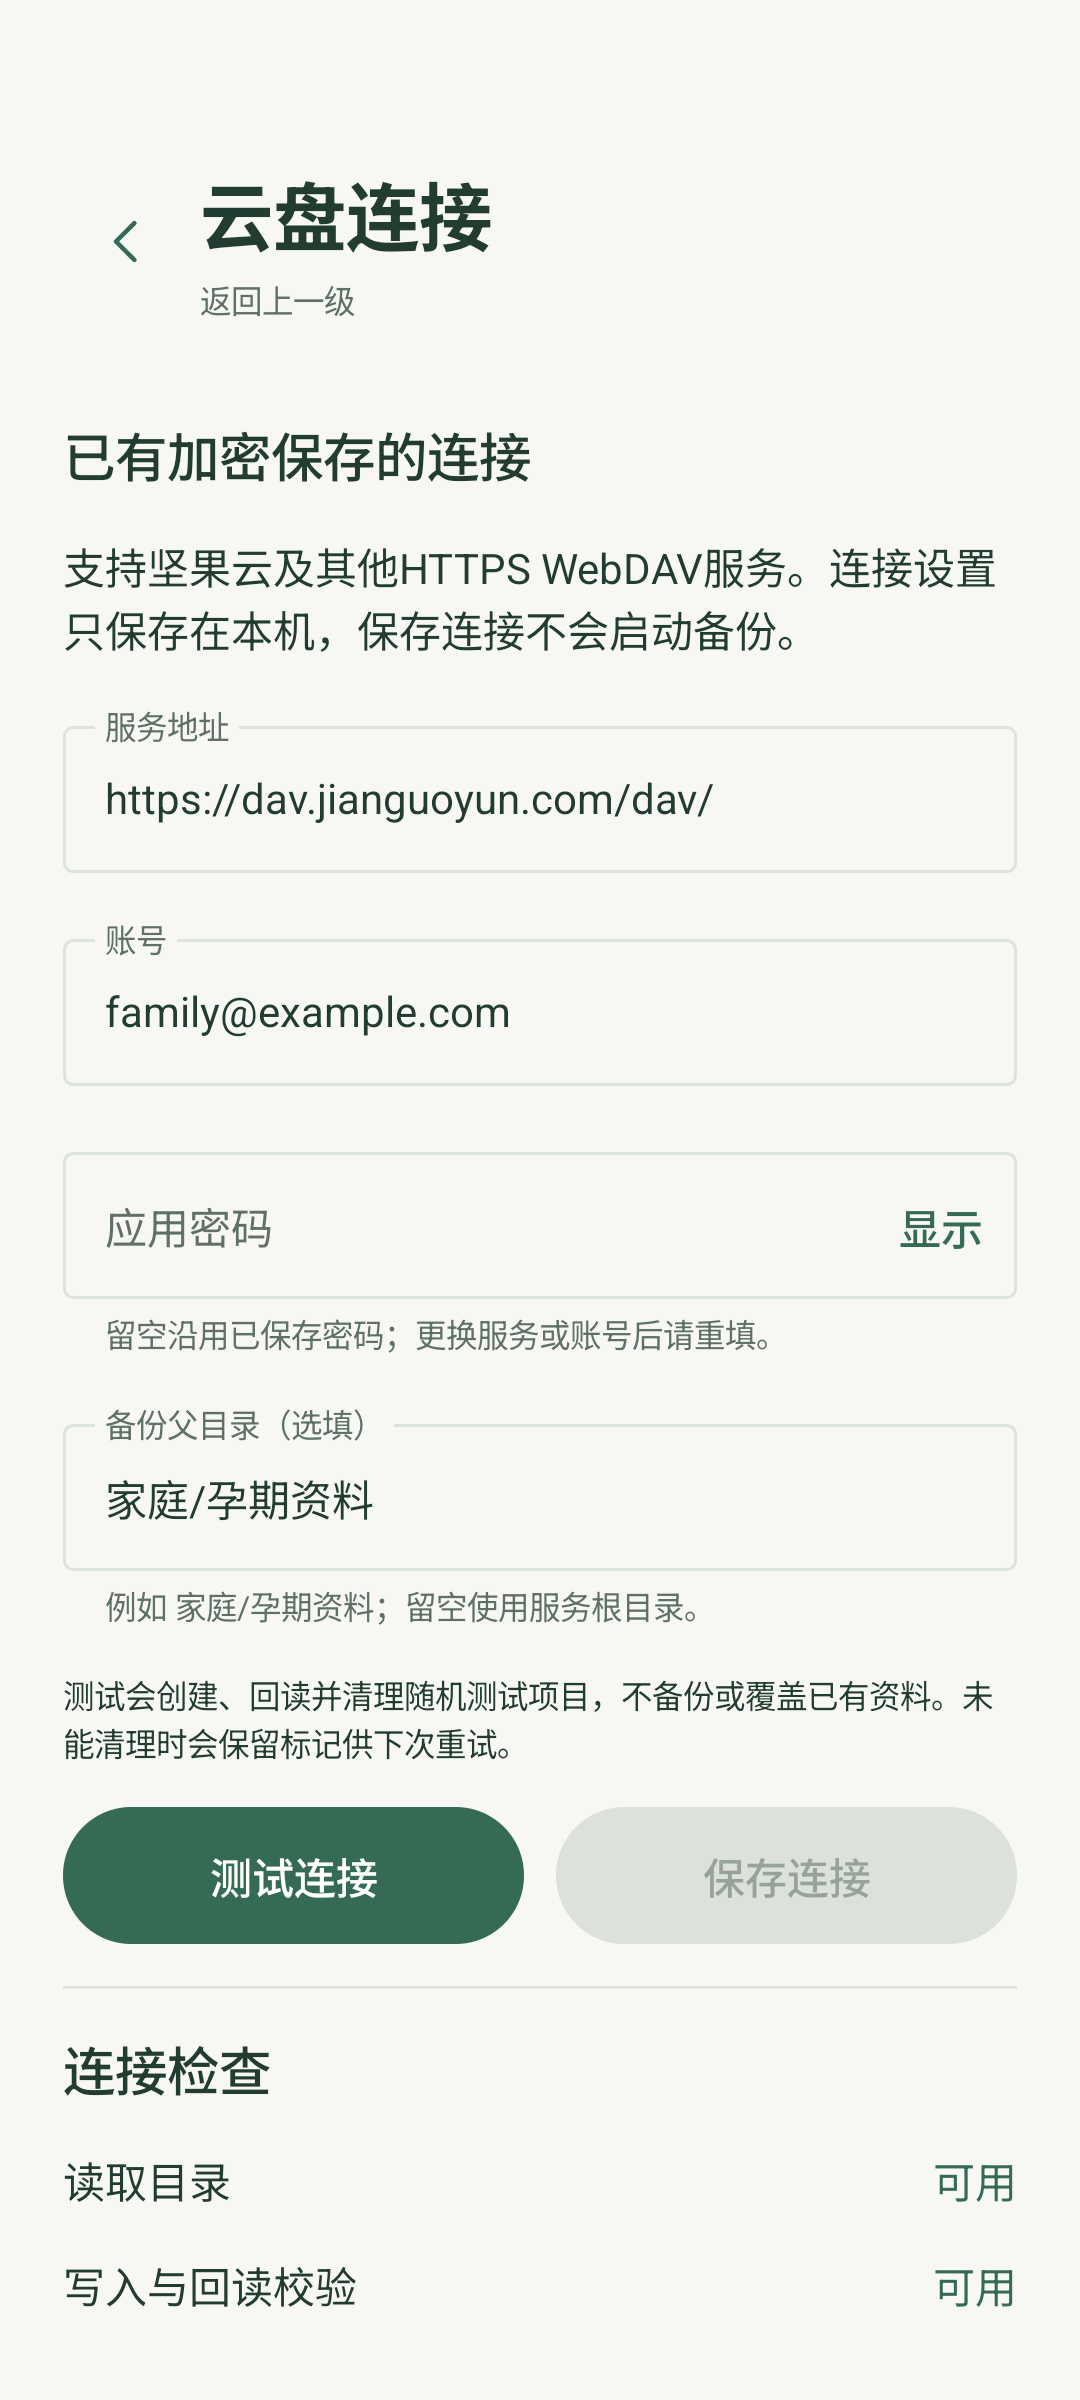 云盘连接
返回上一级
已有加密保存的连接
支持坚果云及其他HTTPS WebDAV服务。连接设置
只保存在本机，保存连接不会启动备份。
服务地址
https://dav.jianguoyun.com/dav/
账号
family@example.com
应用密码
显示
留空沿用已保存密码；更换服务或账号后请重填。
备份父目录（选填）
家庭/孕期资料
例如 家庭/孕期资料；留空使用服务根目录。
测试会创建、回读并清理随机测试项目，不备份或覆盖已有资料。未
能清理时会保留标记供下次重试。
测试连接
保存连接
连接检查
读取目录
可用
写入与回读校验
可用